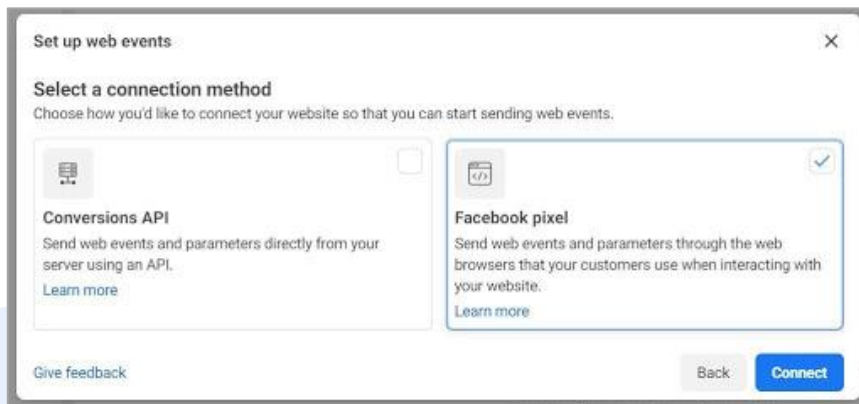 Set up web events
Select a connection method
Choose how you'd like to connect your website so that you can start sending web events.
Conversions API
Send web events and parameters directly from your
server using an API.
Learn more
Facebook pixel
Send web events and parameters through the web
browsers that your customers use when interacting with
your website.
Learn more
Give feedback
Back
Connect